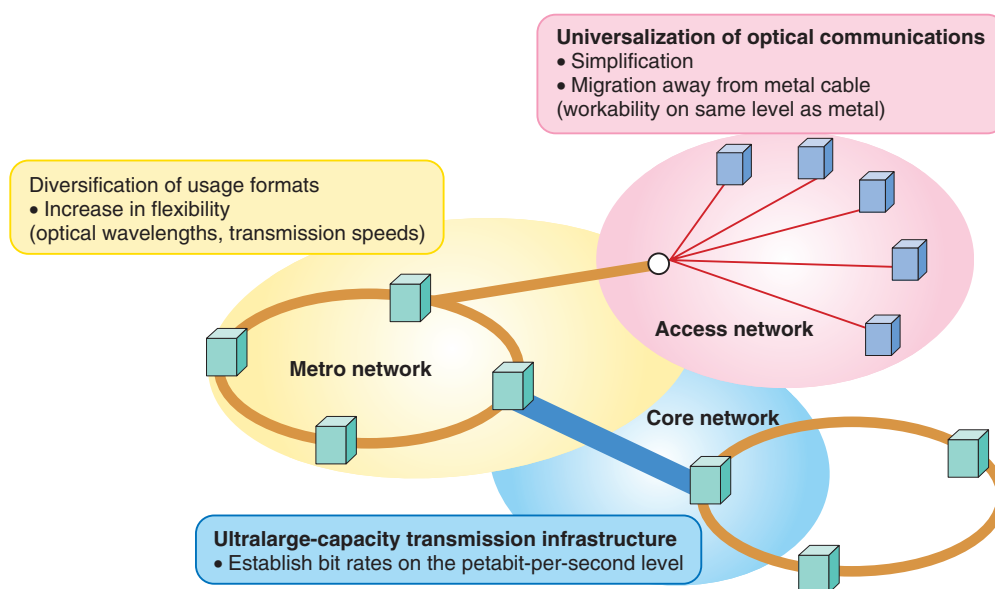 Universalization of optical communications
• Simplification
• Migration away from metal cable
(workability on same level as metal)
Diversification of usage formats
• Increase in flexibility
(optical wavelengths, transmission speeds)
Access network
Metro network
Core network
Ultralarge-capacity transmission infrastructure
• Establish bit rates on the petabit-per-second level